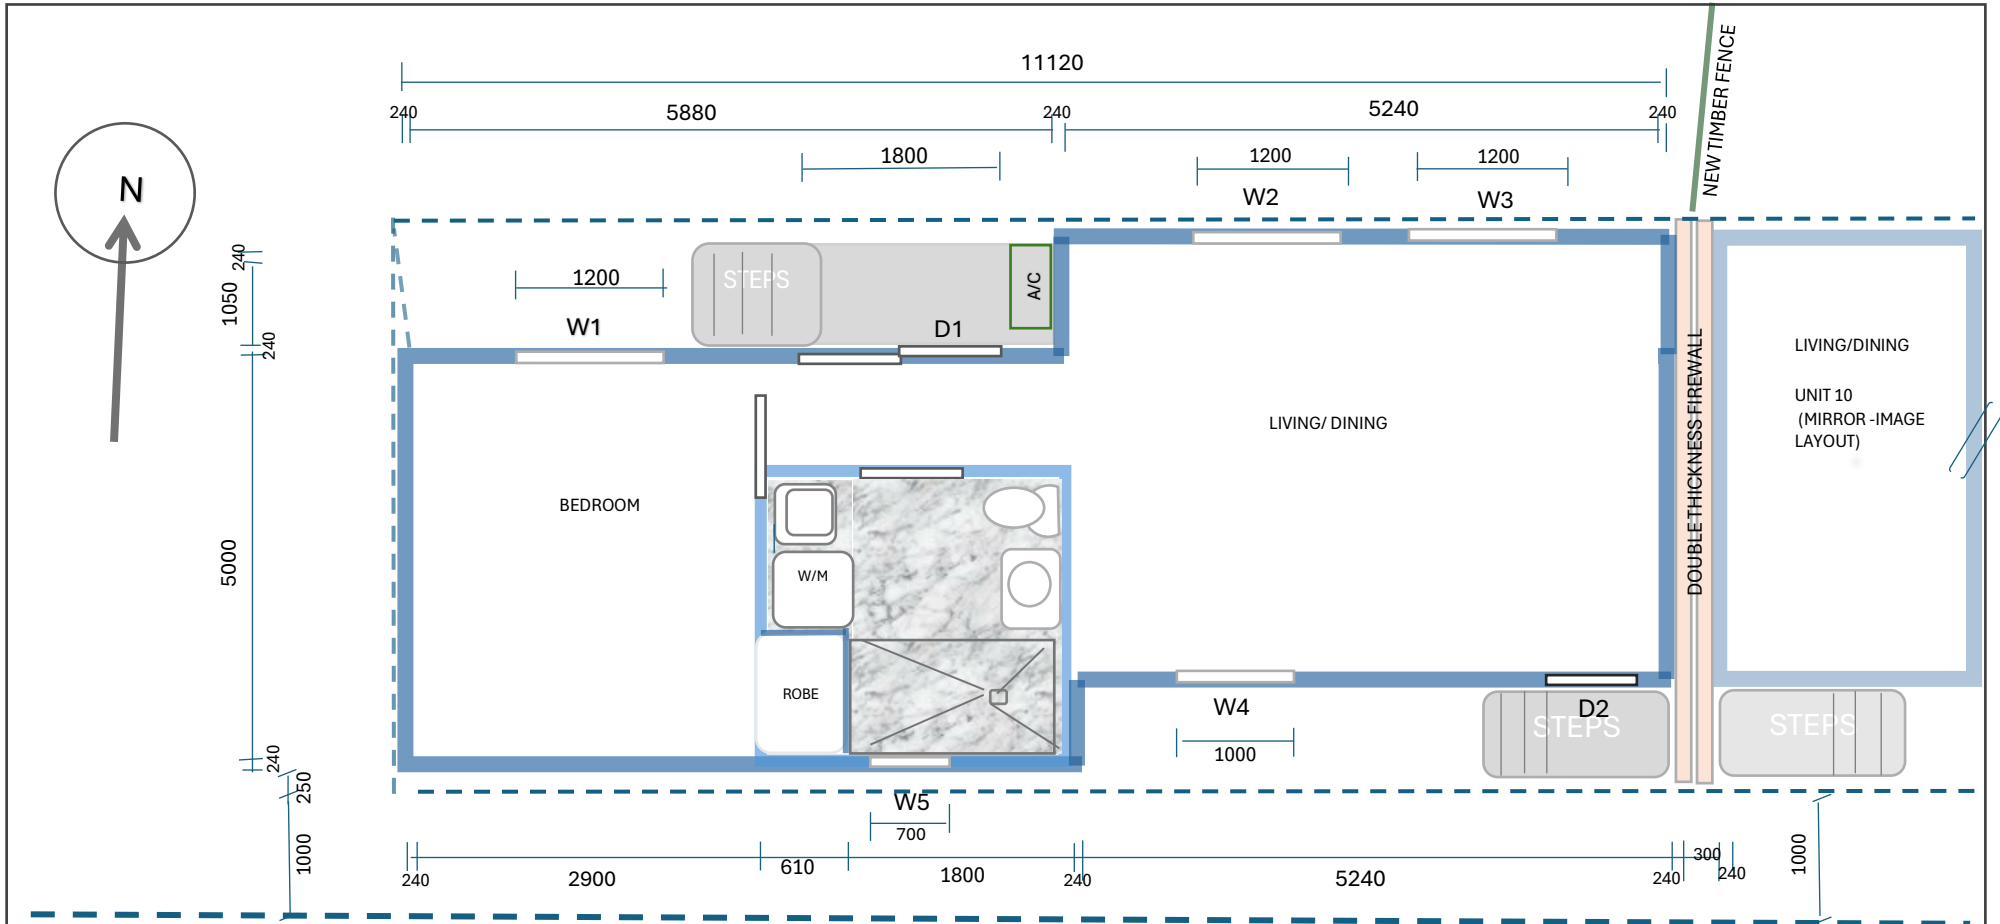 11120
240
5880
240
5240
240
1800
1200
1200
W2
W3
NEW TIMBER FENCE
N
240
1050
240
1200
W1
STEPS
A/C
D1
LIVING/DINING
UNIT 10
(MIRROR -IMAGE
LAYOUT)
DOUBLE THICKNESS FIREWALL
LIVING/ DINING
BEDROOM
5000
W/M
ROBE
W4
1000
D2
STEPS
STEPS
240
250
1000
W5
700
240
2900
610
1800
240
5240
240
300
240
1000